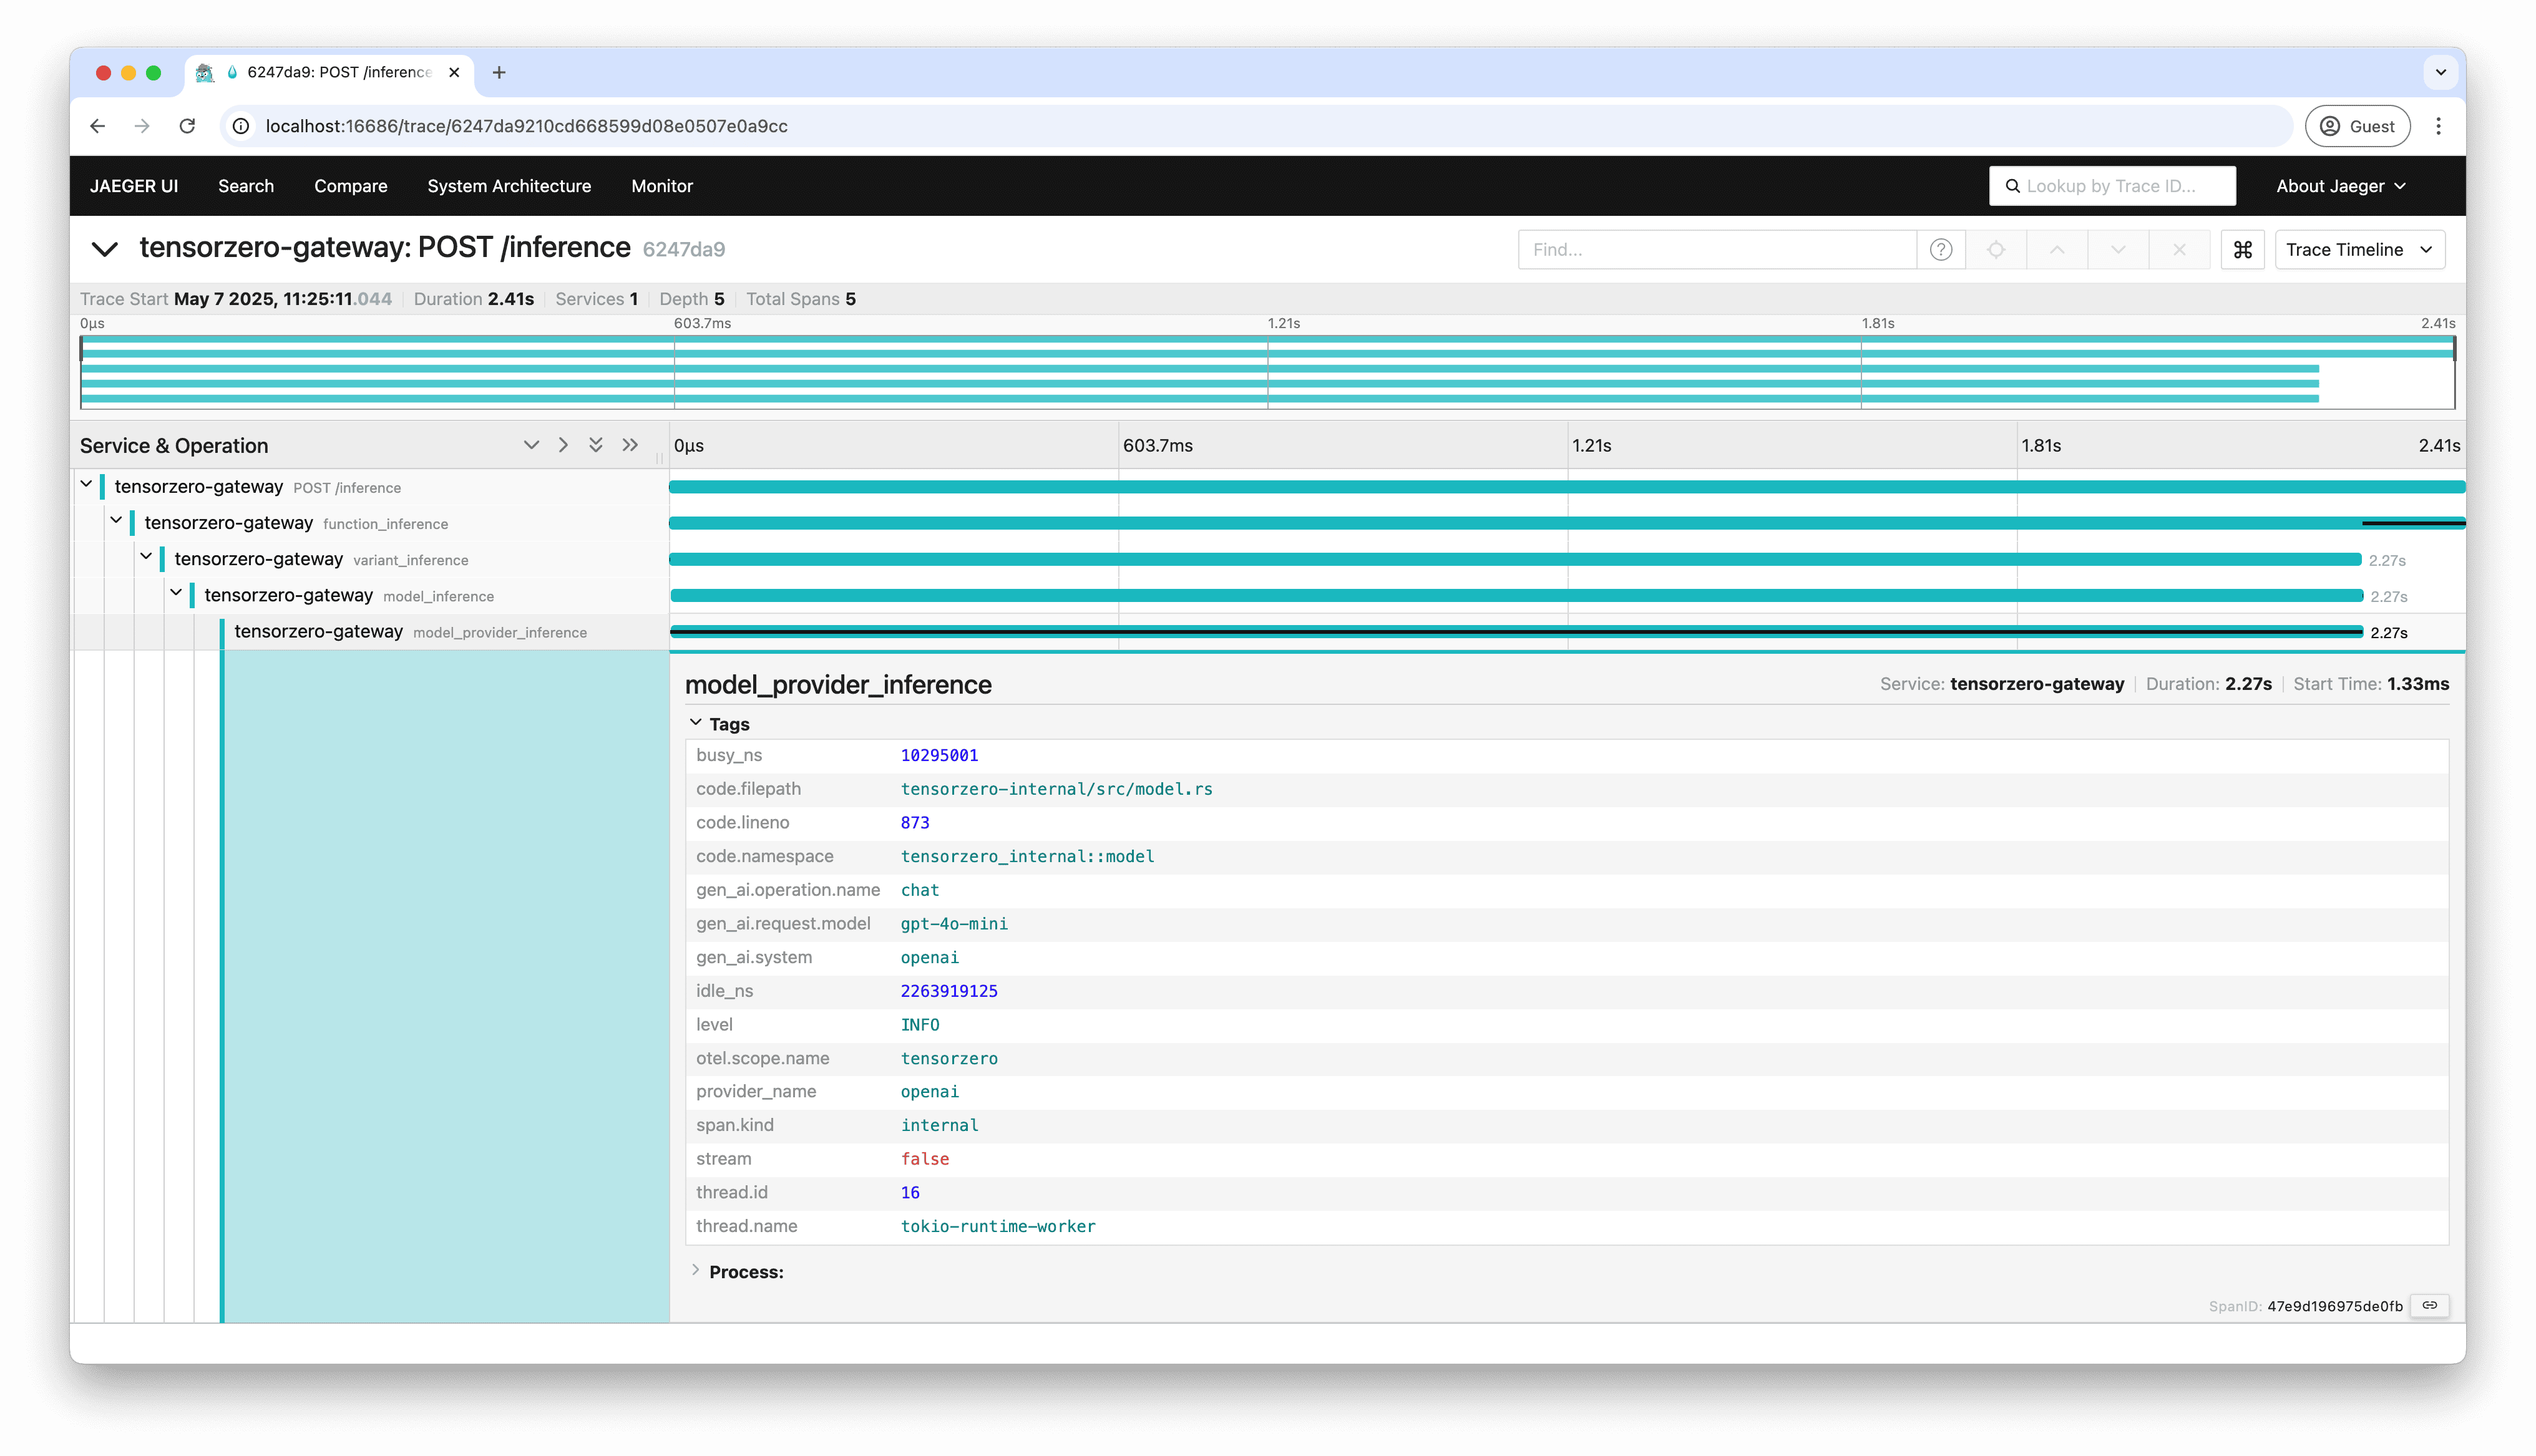 6247da9: POST /inference
localhost:16686/trace/6247da9210cd668599d08e0507e0a9cc
Guest
JAEGER UI Search Compare System Architecture Monitor Lookup by Trace ID... About Jaeger
tensorzero-gateway: POST /inference 6247da9 Find... Trace Timeline
Trace Start May 7 2025, 11:25:11.044 Duration 2.41s Services 1 Depth 5 Total Spans 5
0μs 603.7ms 1.21s 1.81s 2.41s
Service & Operation 0μs 603.7ms 1.21s 1.81s 2.41s
tensorzero-gateway POST /inference
tensorzero-gateway function_inference
tensorzero-gateway variant_inference 2.27s
tensorzero-gateway model_inference 2.27s
tensorzero-gateway model_provider_inference 2.27s
model_provider_inference Service: tensorzero-gateway Duration: 2.27s Start Time: 1.33ms
Tags
busy_ns 10295001
code.filepath tensorzero-internal/src/model.rs
code.lineno 873
code.namespace tensorzero_internal::model
gen_ai.operation.name chat
gen_ai.request.model gpt-4o-mini
gen_ai.system openai
idle_ns 2263919125
level INFO
otel.scope.name tensorzero
provider_name openai
span.kind internal
stream false
thread.id 16
thread.name tokio-runtime-worker
Process:
SpanID: 47e9d196975de0fb